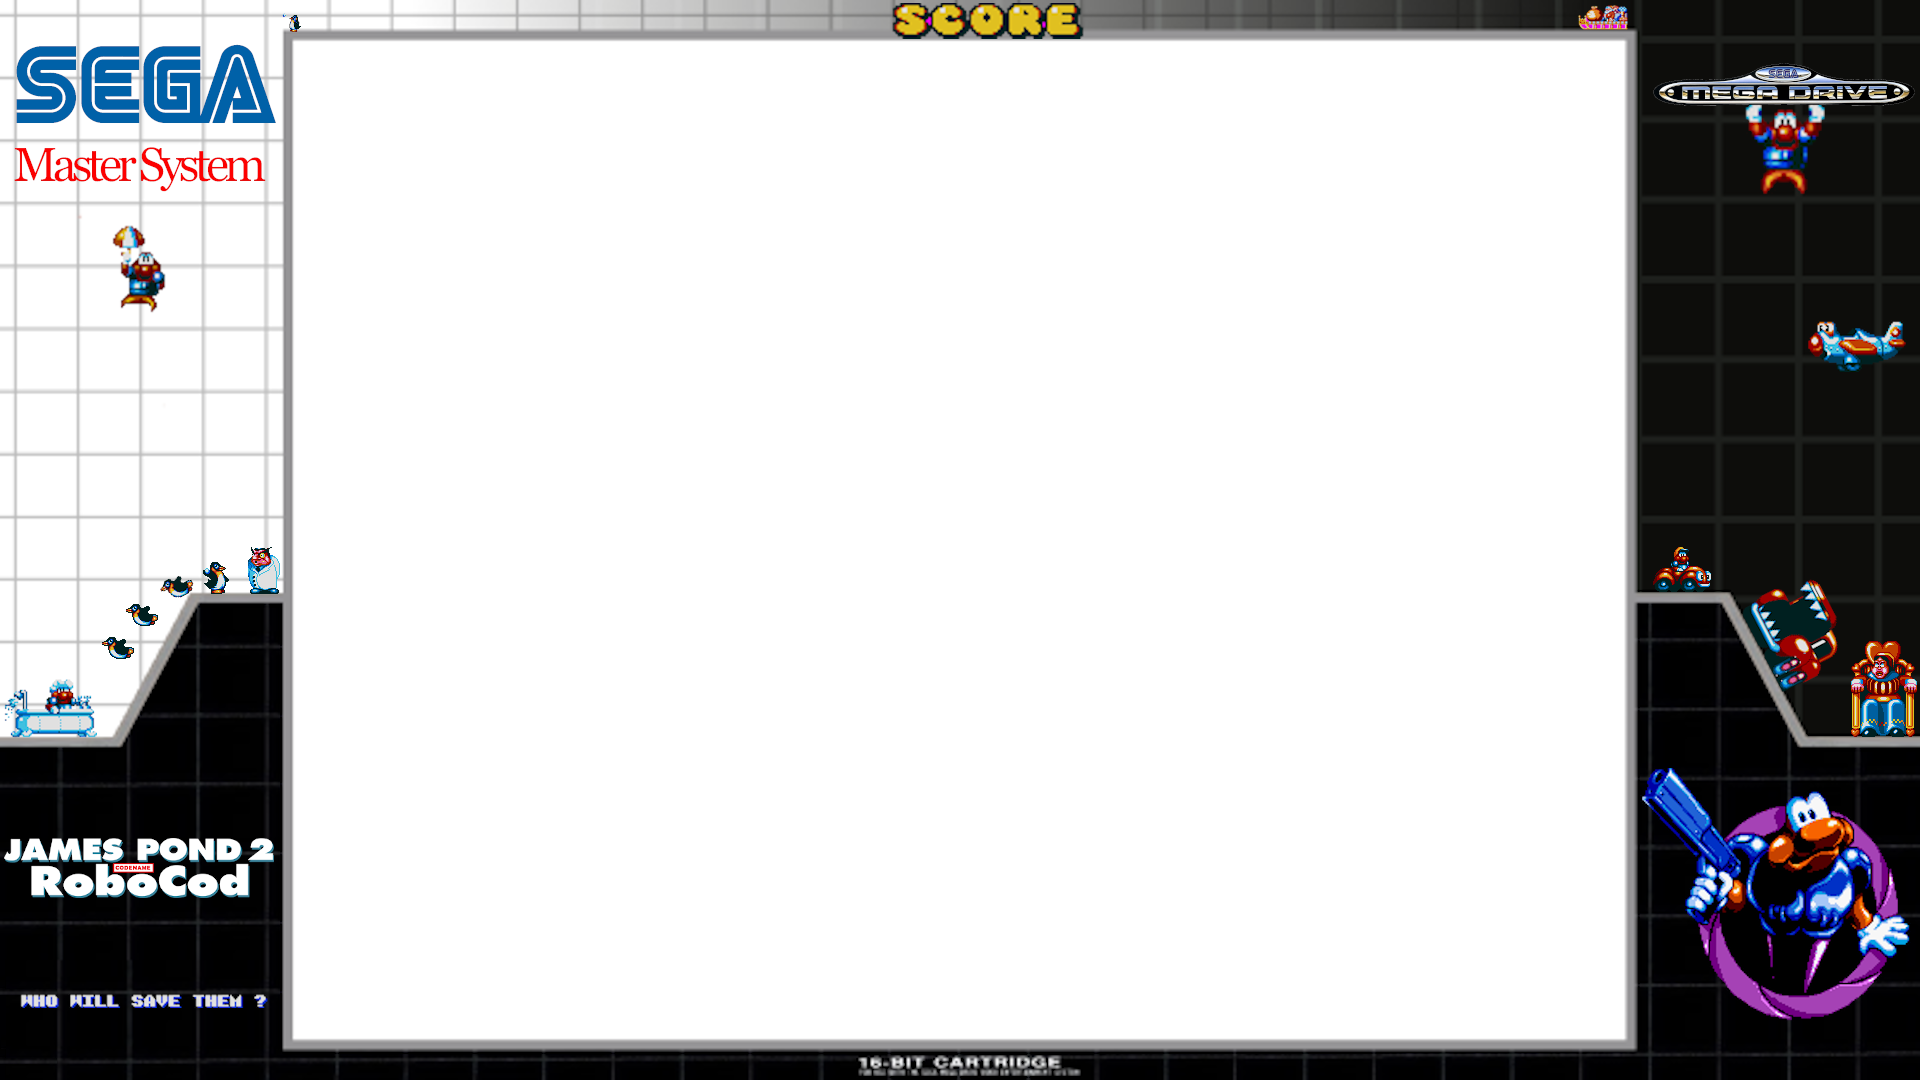 SCORE
SEGA
Master System
SEGA
MEGA DRIVE
JAMES POND 2
CODENAME
RoboCod
WHO WILL SAVE THEM ?
16-BIT CARTRIDGE